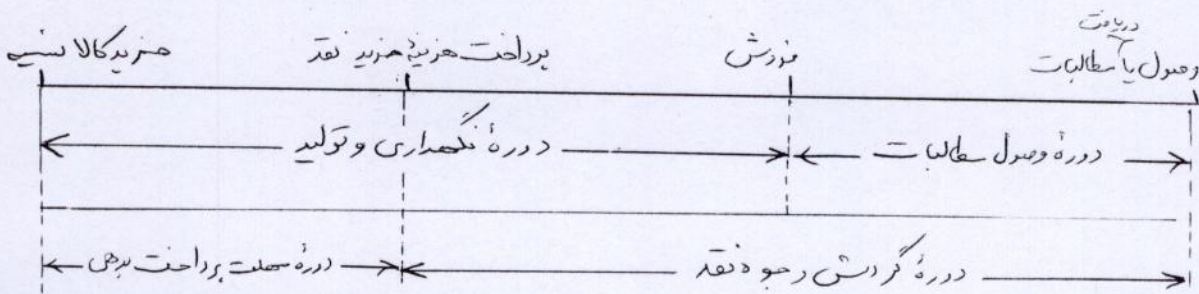 دریافت
خرید کالا نسیه پرداخت هزینه خرید نقد فروش وصول یا مطالبات
دورهٔ نگهداری و تولید دورهٔ وصول مطالبات
دورهٔ مهلت پرداخت بدهی دورهٔ گردش وجوه نقد